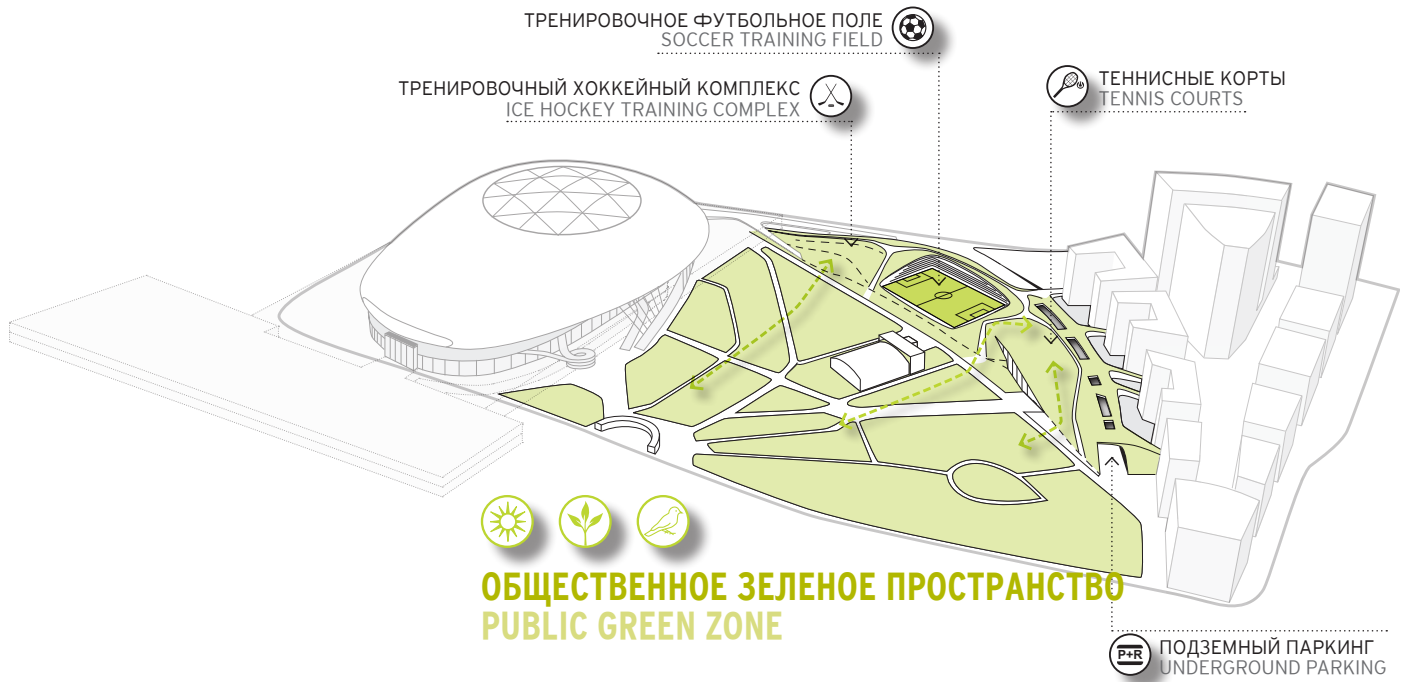 ТРЕНИРОВОЧНОЕ ФУТБОЛЬНОЕ ПОЛЕ
SOCCER TRAINING FIELD
ТРЕНИРОВОЧНЫЙ ХОККЕЙНЫЙ КОМПЛЕКС
ICE HOCKEY TRAINING COMPLEX
ТЕННИСНЫЕ КОРТЫ
TENNIS COURTS
ОБЩЕСТВЕННОЕ ЗЕЛЕНОЕ ПРОСТРАНСТВО
PUBLIC GREEN ZONE
P+R
ПОДЗЕМНЫЙ ПАРКИНГ
UNDERGROUND PARKING